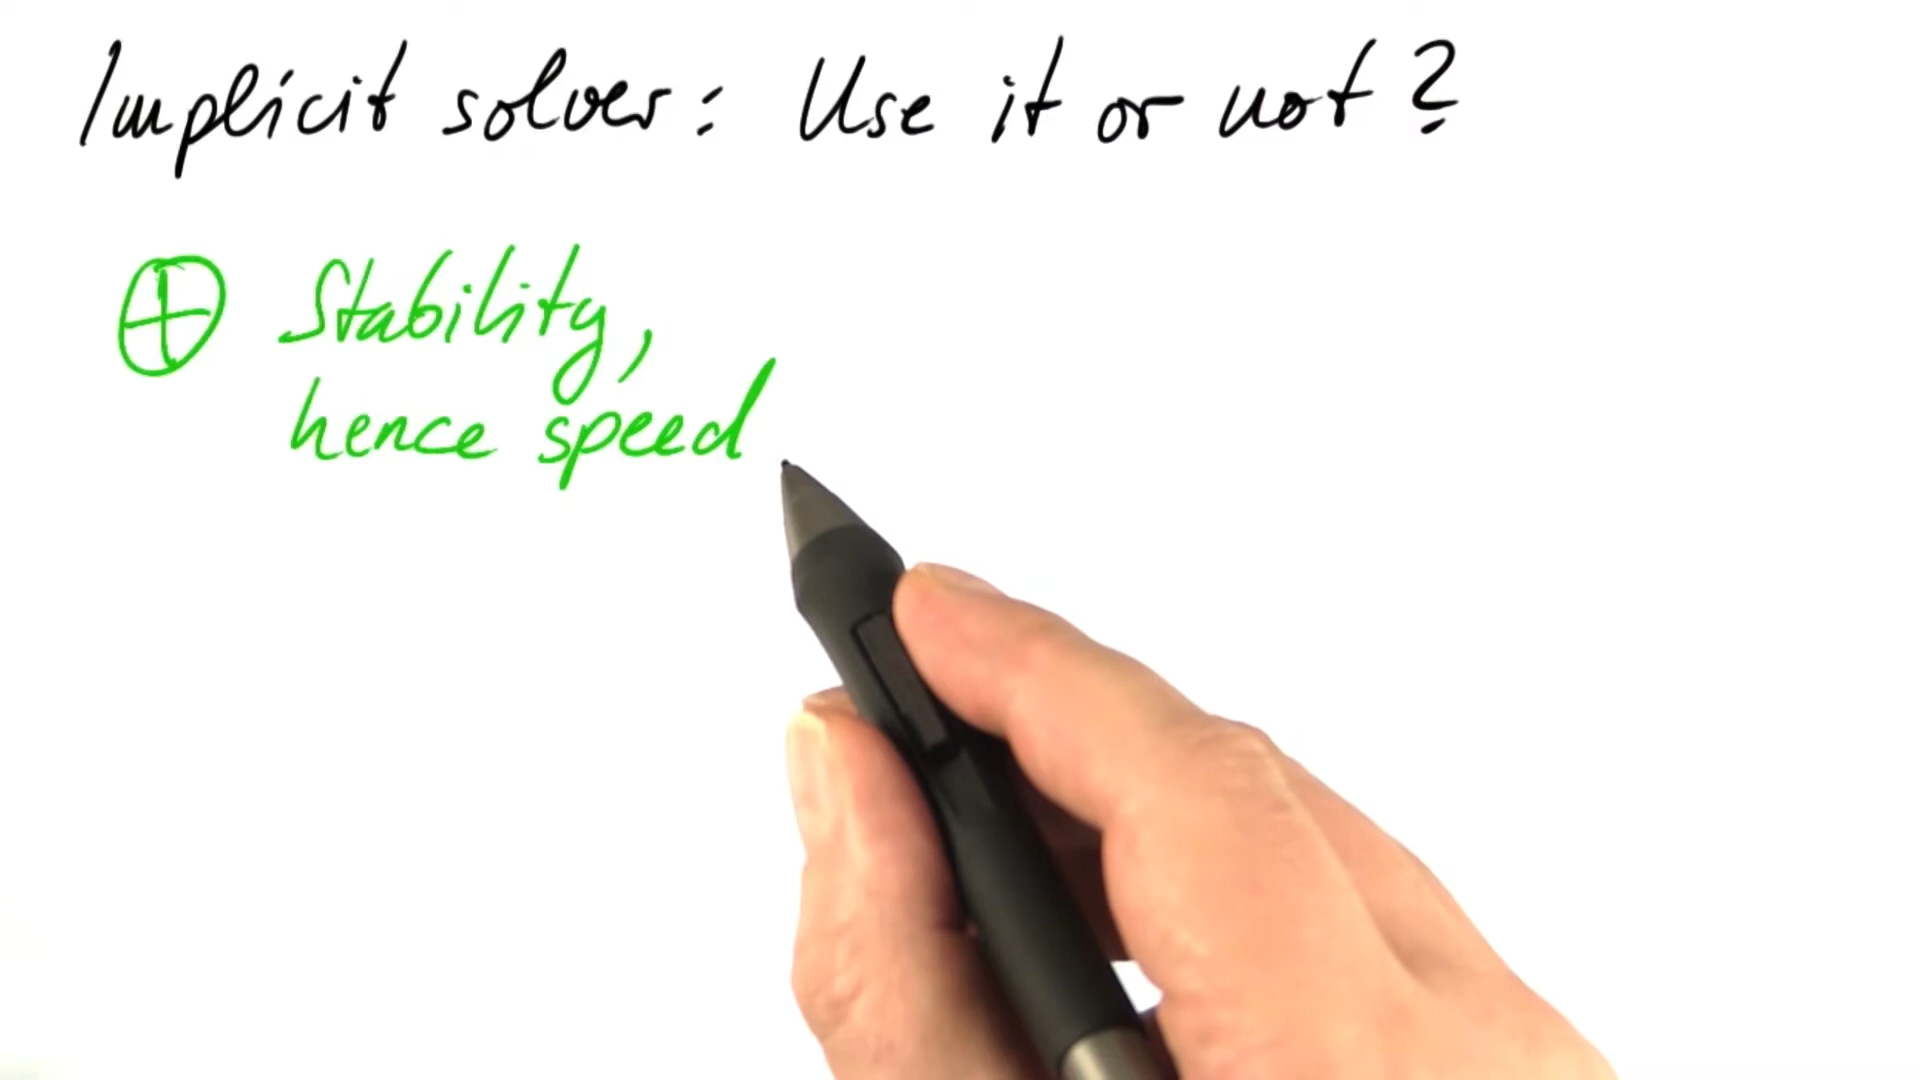 Implicit solver: Use it or not?
⊕ Stability,
hence speed